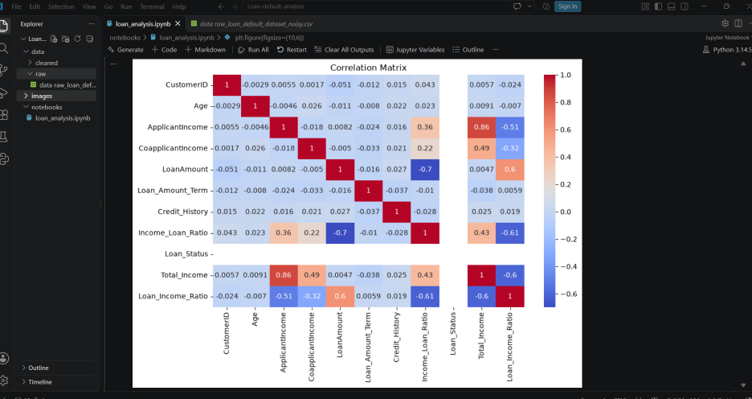 File Edit Selection View Go Run Terminal Help
Loan-default-analysis
Sign In
Explorer
loan_analysis.ipynb
data raw_loan_default_dataset_noisy.csv
Loan...
notebooks > loan_analysis.ipynb > plt.figure(figsize=(10,6))
Generate + Code + Markdown Run All Restart Clear All Outputs Jupyter Variables Outline ...
Python 3.14.
data
cleaned
raw
data raw_loan_def...
images
notebooks
loan_analysis.ipynb
Outline
Timeline
Correlation Matrix
CustomerID 1 -0.0029 0.0055 0.0017 -0.051 -0.012 0.015 0.043 0.0057 -0.024
Age -0.0029 1 -0.0046 0.026 -0.011 -0.008 0.022 0.023 0.0091 -0.007
ApplicantIncome 0.0055 -0.0046 1 -0.018 0.0082 -0.024 0.016 0.36 0.86 -0.51
CoapplicantIncome 0.0017 0.026 -0.018 1 -0.005 -0.033 0.021 0.22 0.49 -0.32
LoanAmount -0.051 -0.011 0.0082 -0.005 1 -0.016 0.027 -0.7 0.0047 0.6
Loan_Amount_Term -0.012 -0.008 -0.024 -0.033 -0.016 1 -0.037 -0.01 -0.038 0.0059
Credit_History 0.015 0.022 0.016 0.021 0.027 -0.037 1 -0.028 0.025 0.019
Income_Loan_Ratio 0.043 0.023 0.36 0.22 -0.7 -0.01 -0.028 1 0.43 -0.61
Loan_Status
Total_Income 0.0057 0.0091 0.86 0.49 0.0047 -0.038 0.025 0.43 1 -0.6
Loan_Income_Ratio -0.024 -0.007 -0.51 -0.32 0.6 0.0059 0.019 -0.61 -0.6 1
CustomerID
Age
ApplicantIncome
CoapplicantIncome
LoanAmount
Loan_Amount_Term
Credit_History
Income_Loan_Ratio
Loan_Status
Total_Income
Loan_Income_Ratio
1.0
0.8
0.6
0.4
0.2
0.0
−0.2
−0.4
−0.6